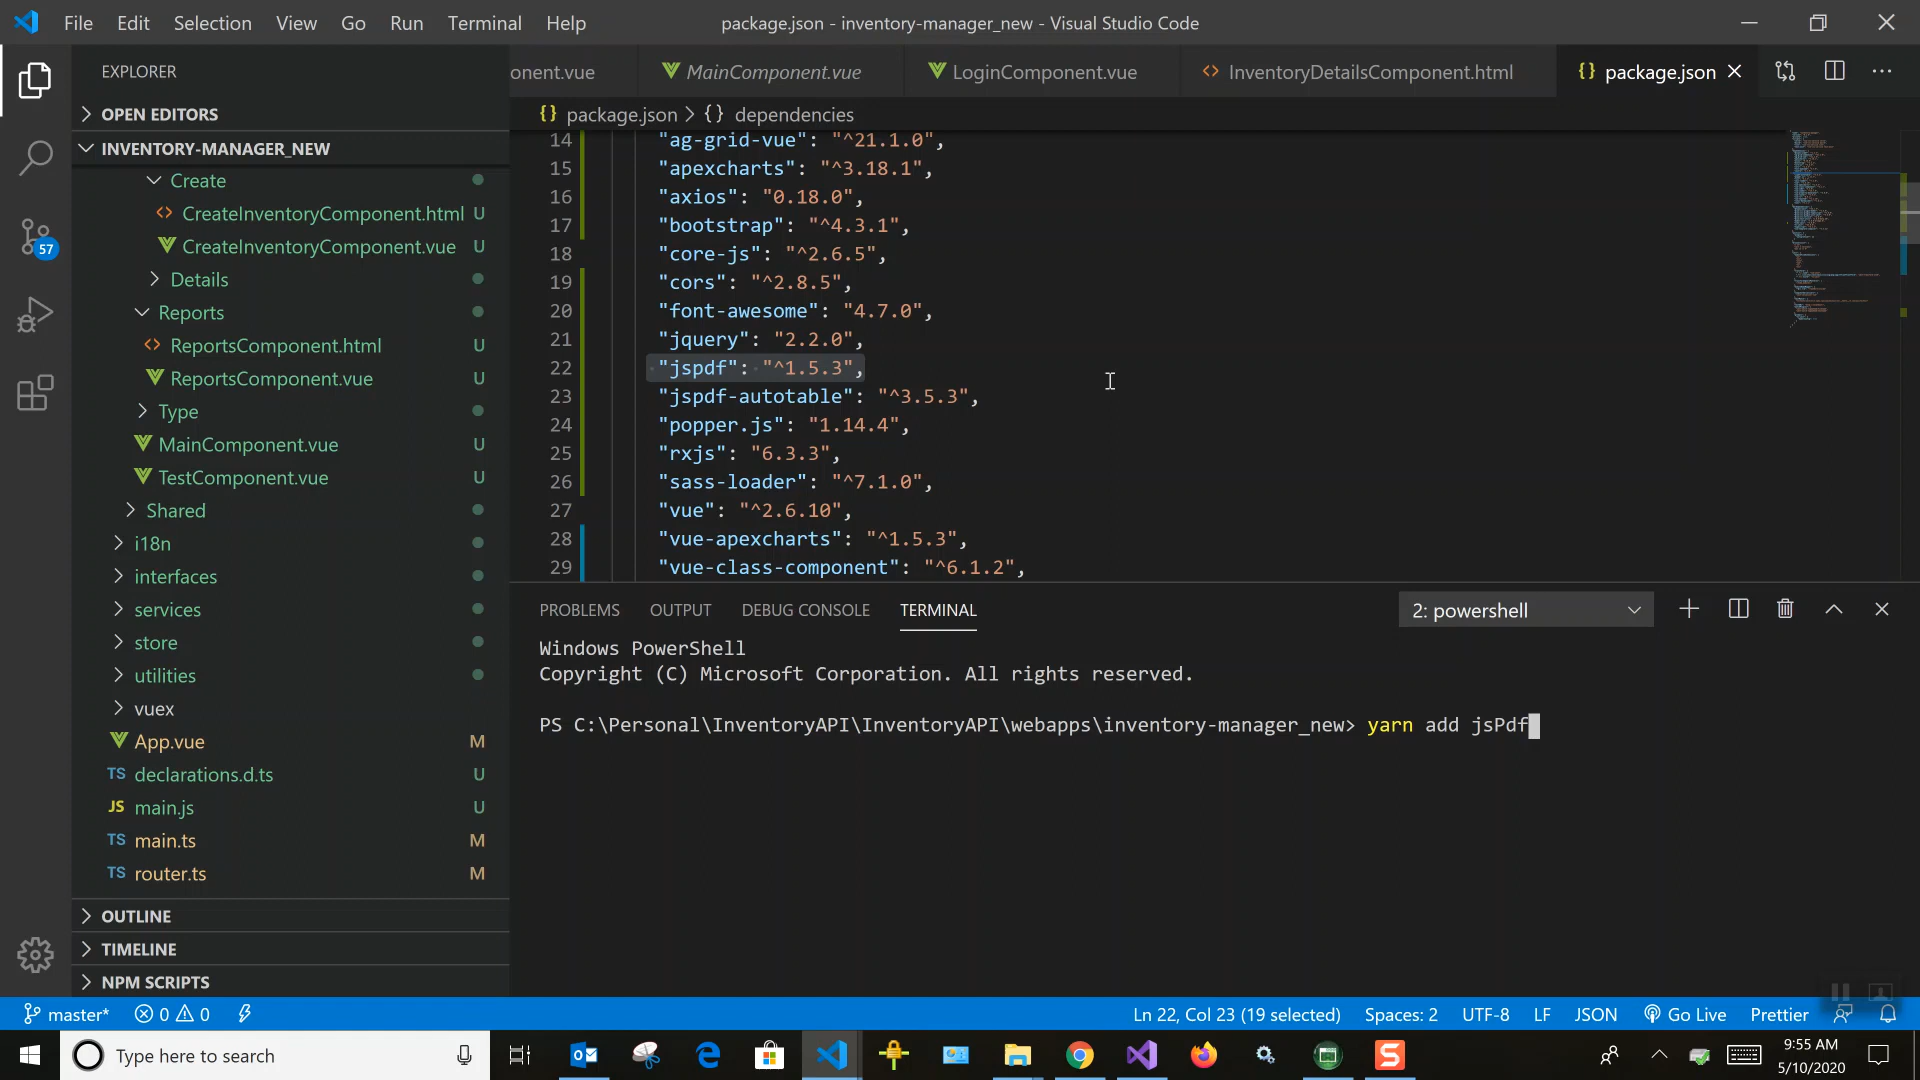 File Edit Selection View Go Run Terminal Help
package.json - inventory-manager_new - Visual Studio Code
EXPLORER
OPEN EDITORS
INVENTORY-MANAGER_NEW
Create
CreateInventoryComponent.html U
CreateInventoryComponent.vue U
Details
Reports
ReportsComponent.html U
ReportsComponent.vue U
Type
MainComponent.vue U
TestComponent.vue U
Shared
i18n
interfaces
services
store
utilities
vuex
App.vue M
TS declarations.d.ts U
JS main.js U
TS main.ts M
TS router.ts M
OUTLINE
TIMELINE
NPM SCRIPTS
57
onent.vue MainComponent.vue LoginComponent.vue <> InventoryDetailsComponent.html {} package.json
{} package.json > {} dependencies
14 "ag-grid-vue": "^21.1.0",
15 "apexcharts": "^3.18.1",
16 "axios": "0.18.0",
17 "bootstrap": "^4.3.1",
18 "core-js": "^2.6.5",
19 "cors": "^2.8.5",
20 "font-awesome": "4.7.0",
21 "jquery": "2.2.0",
22 "jspdf": "^1.5.3",
23 "jspdf-autotable": "^3.5.3",
24 "popper.js": "1.14.4",
25 "rxjs": "6.3.3",
26 "sass-loader": "^7.1.0",
27 "vue": "^2.6.10",
28 "vue-apexcharts": "^1.5.3",
29 "vue-class-component": "^6.1.2",
PROBLEMS OUTPUT DEBUG CONSOLE TERMINAL 2: powershell
Windows PowerShell
Copyright (C) Microsoft Corporation. All rights reserved.
PS C:\Personal\InventoryAPI\InventoryAPI\webapps\inventory-manager_new> yarn add jsPdf
master* 0 0 Ln 22, Col 23 (19 selected) Spaces: 2 UTF-8 LF JSON Go Live Prettier
Type here to search
9:55 AM
5/10/2020